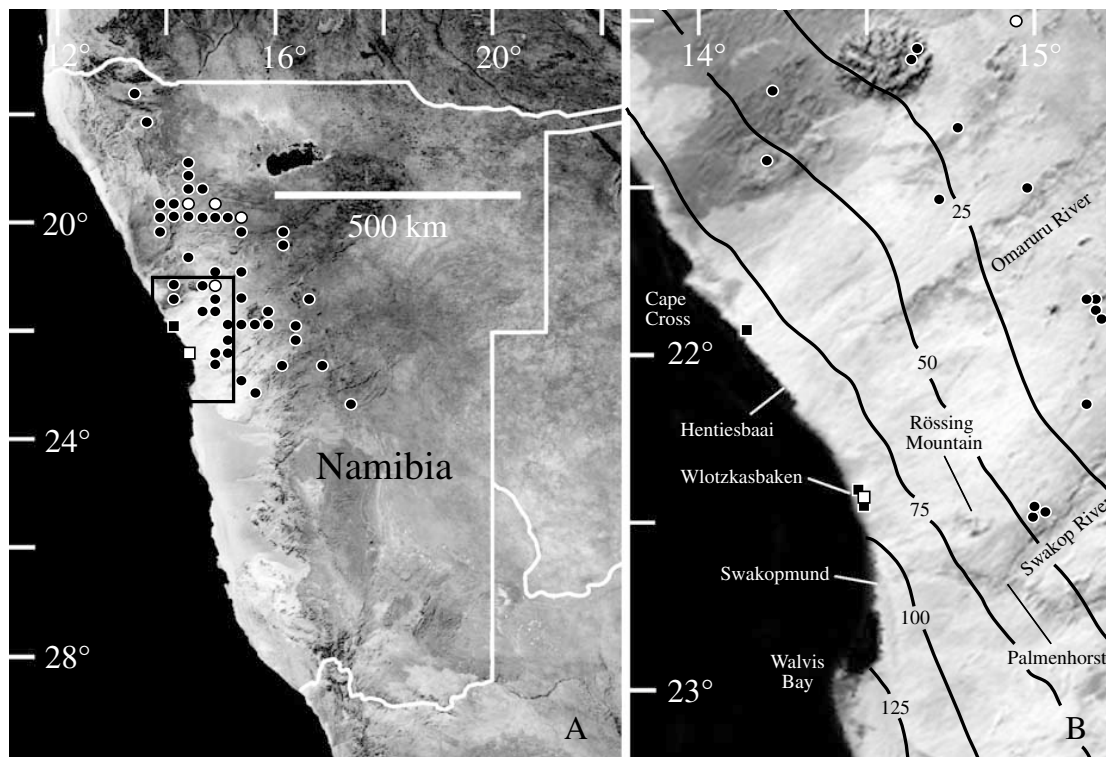 12° 16° 20°
20°
500 km
24°
Namibia
28°
A
14° 15°
25
Omaruru River
Cape
Cross
22°
50
Hentiesbaai
Rössing
Mountain
Wlotzkasbaken
75
Swakop River
Swakopmund
100
Palmenhorst
Walvis
Bay
23°
125
B